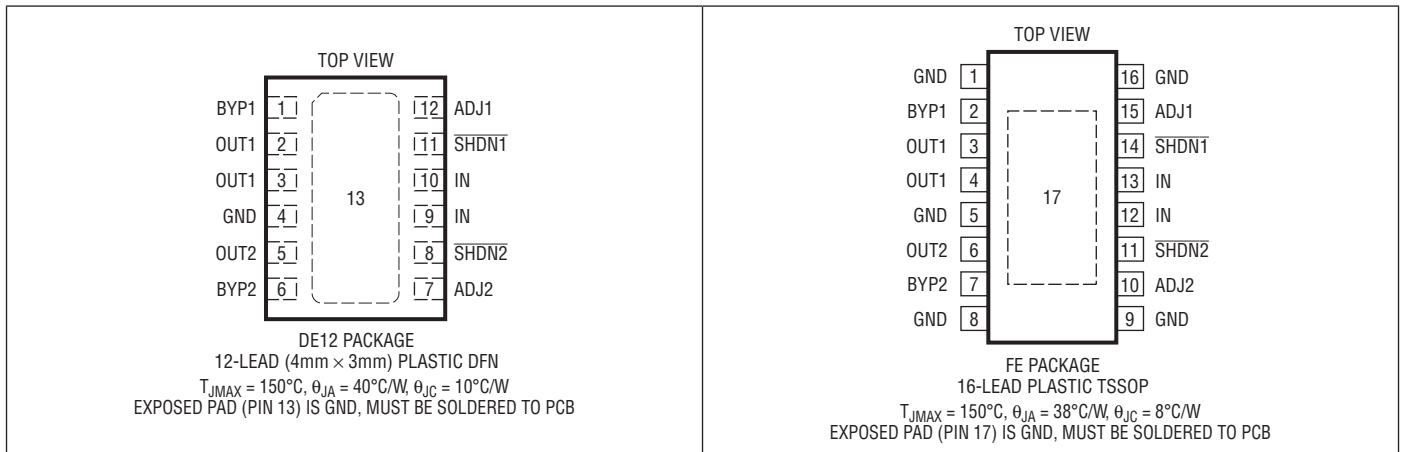 TOP VIEW
BYP1 1 12 ADJ1
OUT1 2 11 SHDN1
OUT1 3 10 IN
13
GND 4 9 IN
OUT2 5 8 SHDN2
BYP2 6 7 ADJ2
DE12 PACKAGE
12-LEAD (4mm × 3mm) PLASTIC DFN
TJMAX = 150°C, θJA = 40°C/W, θJC = 10°C/W
EXPOSED PAD (PIN 13) IS GND, MUST BE SOLDERED TO PCB
TOP VIEW
GND 1 16 GND
BYP1 2 15 ADJ1
OUT1 3 14 SHDN1
OUT1 4 13 IN
17
GND 5 12 IN
OUT2 6 11 SHDN2
BYP2 7 10 ADJ2
GND 8 9 GND
FE PACKAGE
16-LEAD PLASTIC TSSOP
TJMAX = 150°C, θJA = 38°C/W, θJC = 8°C/W
EXPOSED PAD (PIN 17) IS GND, MUST BE SOLDERED TO PCB